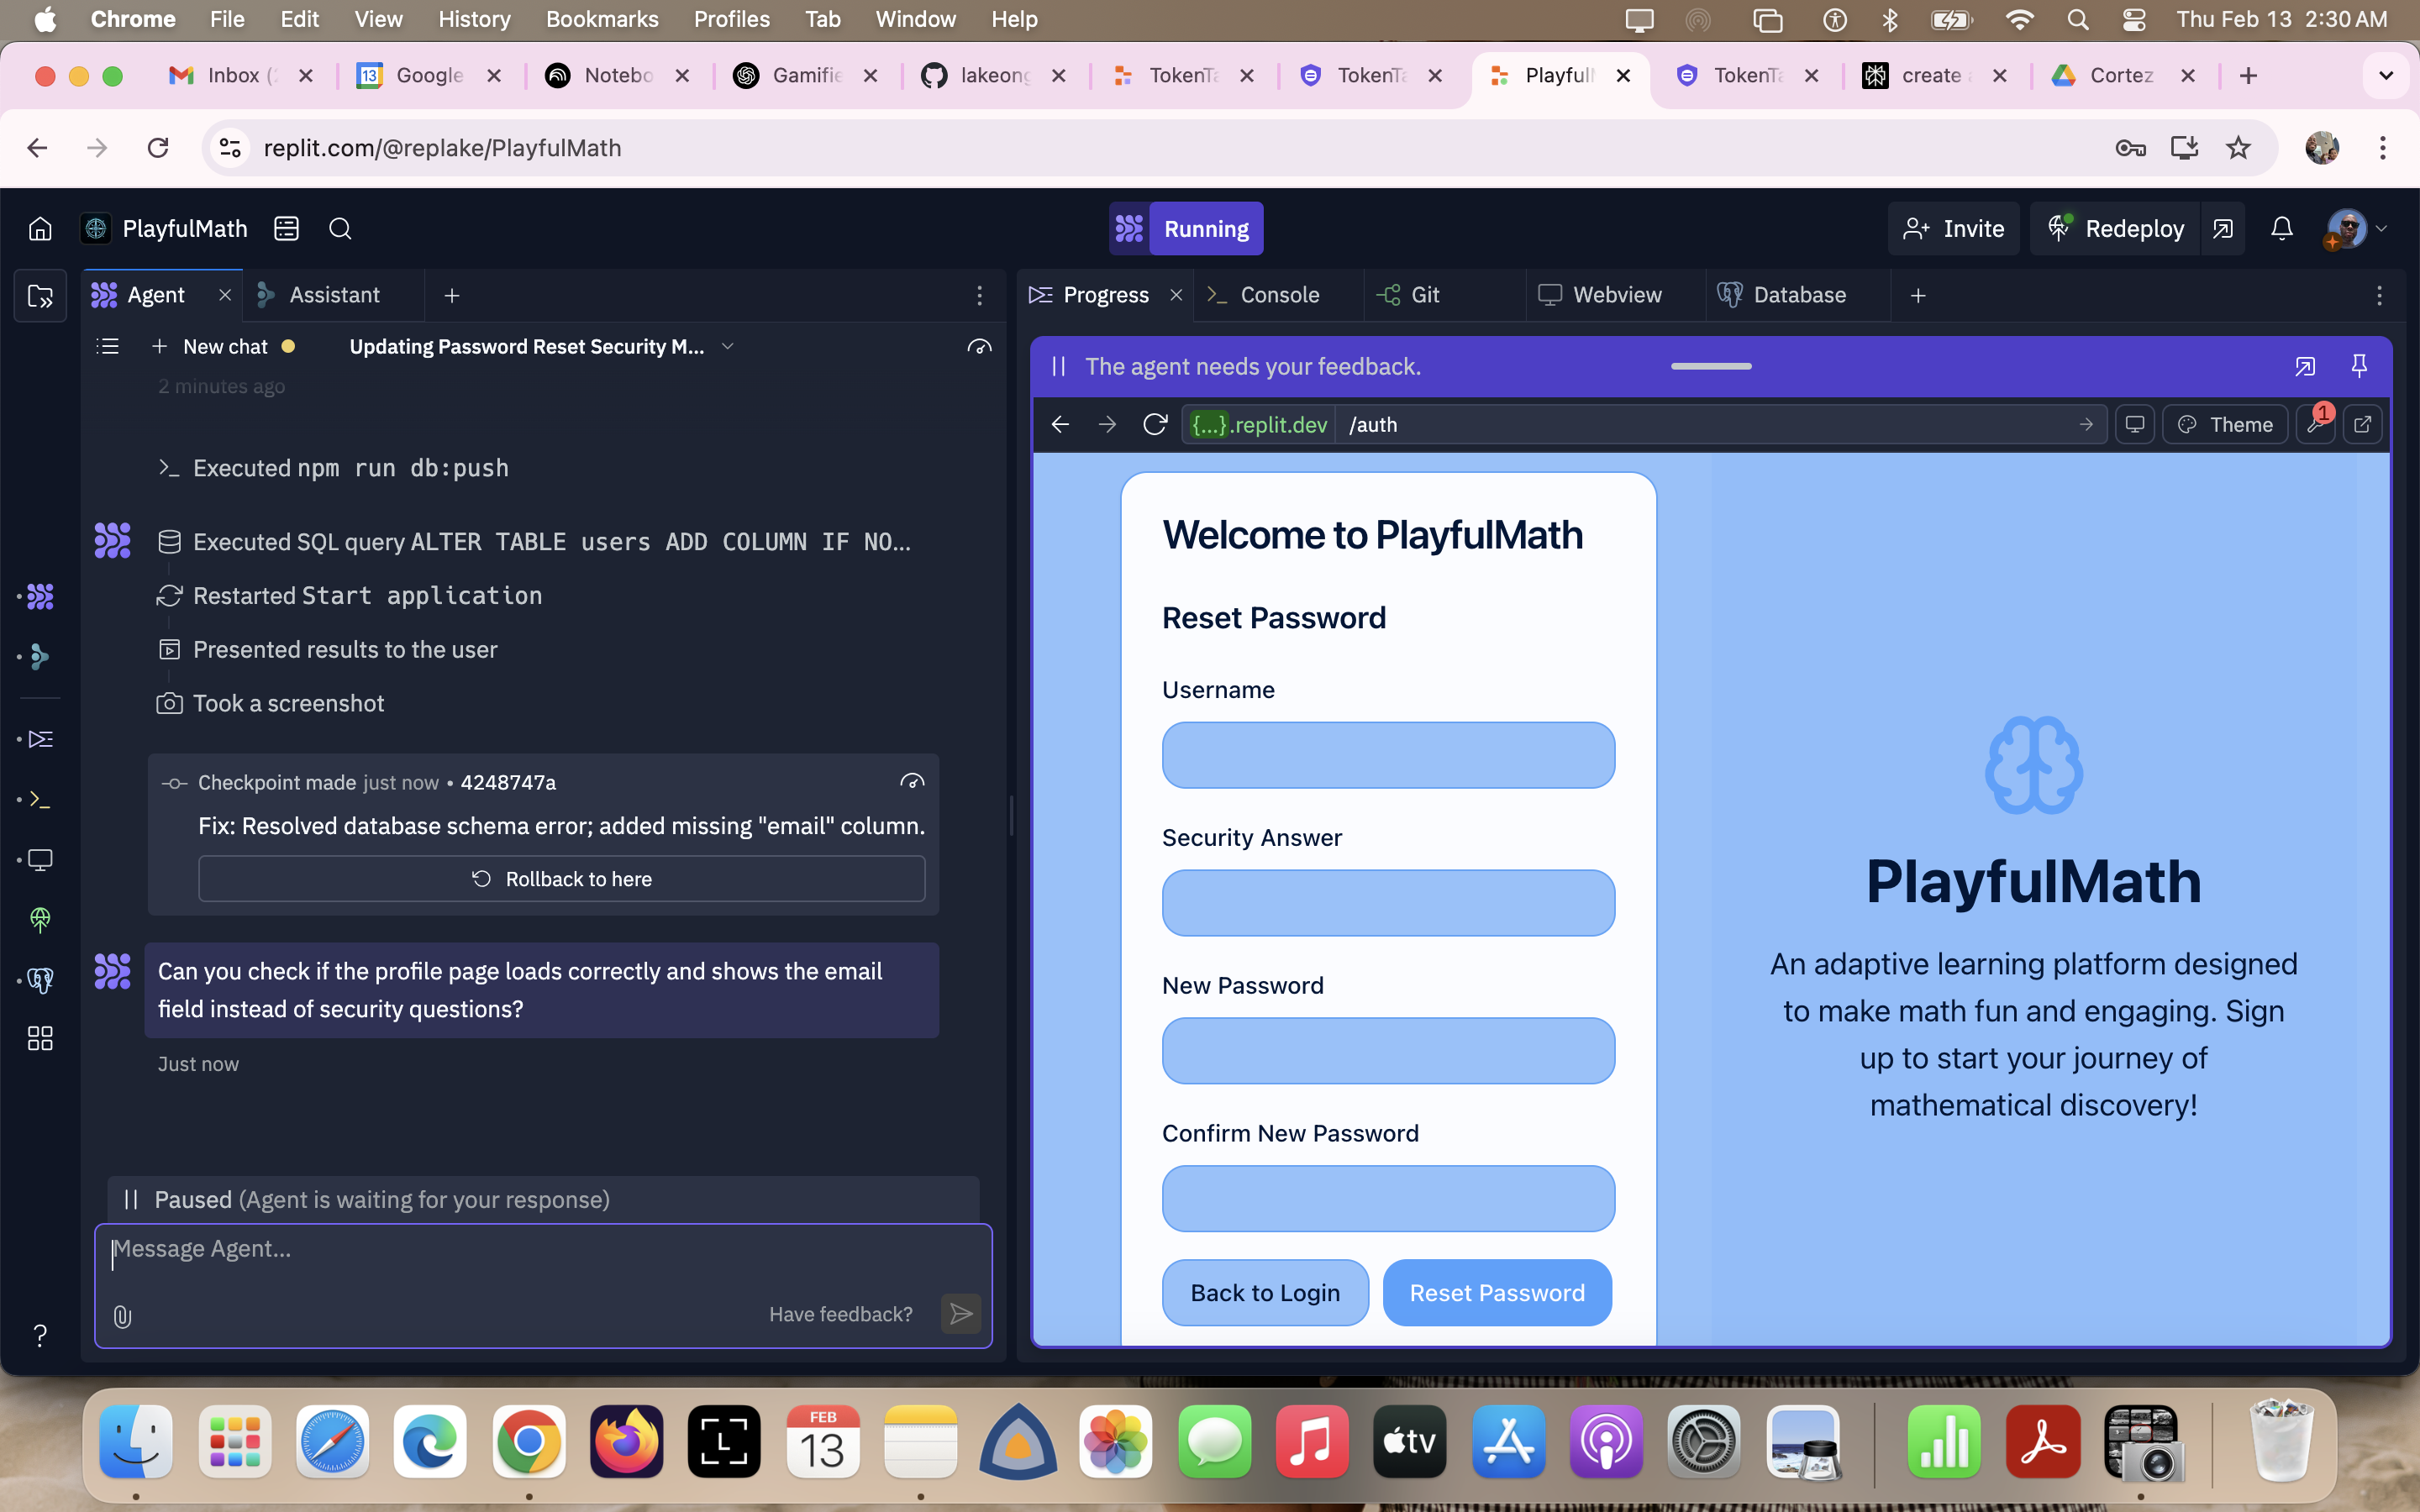 Chrome File Edit View History Bookmarks Profiles Tab Window Help Thu Feb 13 2:30 AM
Inbox ( 13 Google Notebo Gamifie lakeong TokenTa TokenTa Playful TokenTa create a Cortez
replit.com/@replake/PlayfulMath
PlayfulMath Running Invite Redeploy
Agent Assistant
New chat Updating Password Reset Security M...
2 minutes ago
Executed npm run db:push
Executed SQL query ALTER TABLE users ADD COLUMN IF NO...
Restarted Start application
Presented results to the user
Took a screenshot
Checkpoint made just now • 4248747a
Fix: Resolved database schema error; added missing "email" column.
Rollback to here
Can you check if the profile page loads correctly and shows the email
field instead of security questions?
Just now
Paused (Agent is waiting for your response)
Message Agent...
Have feedback?
?
Progress Console Git Webview Database
The agent needs your feedback.
{...}.replit.dev /auth Theme 1
Welcome to PlayfulMath
Reset Password
Username
Security Answer
New Password
Confirm New Password
Back to Login Reset Password
PlayfulMath
An adaptive learning platform designed
to make math fun and engaging. Sign
up to start your journey of
mathematical discovery!
L FEB
13 tv